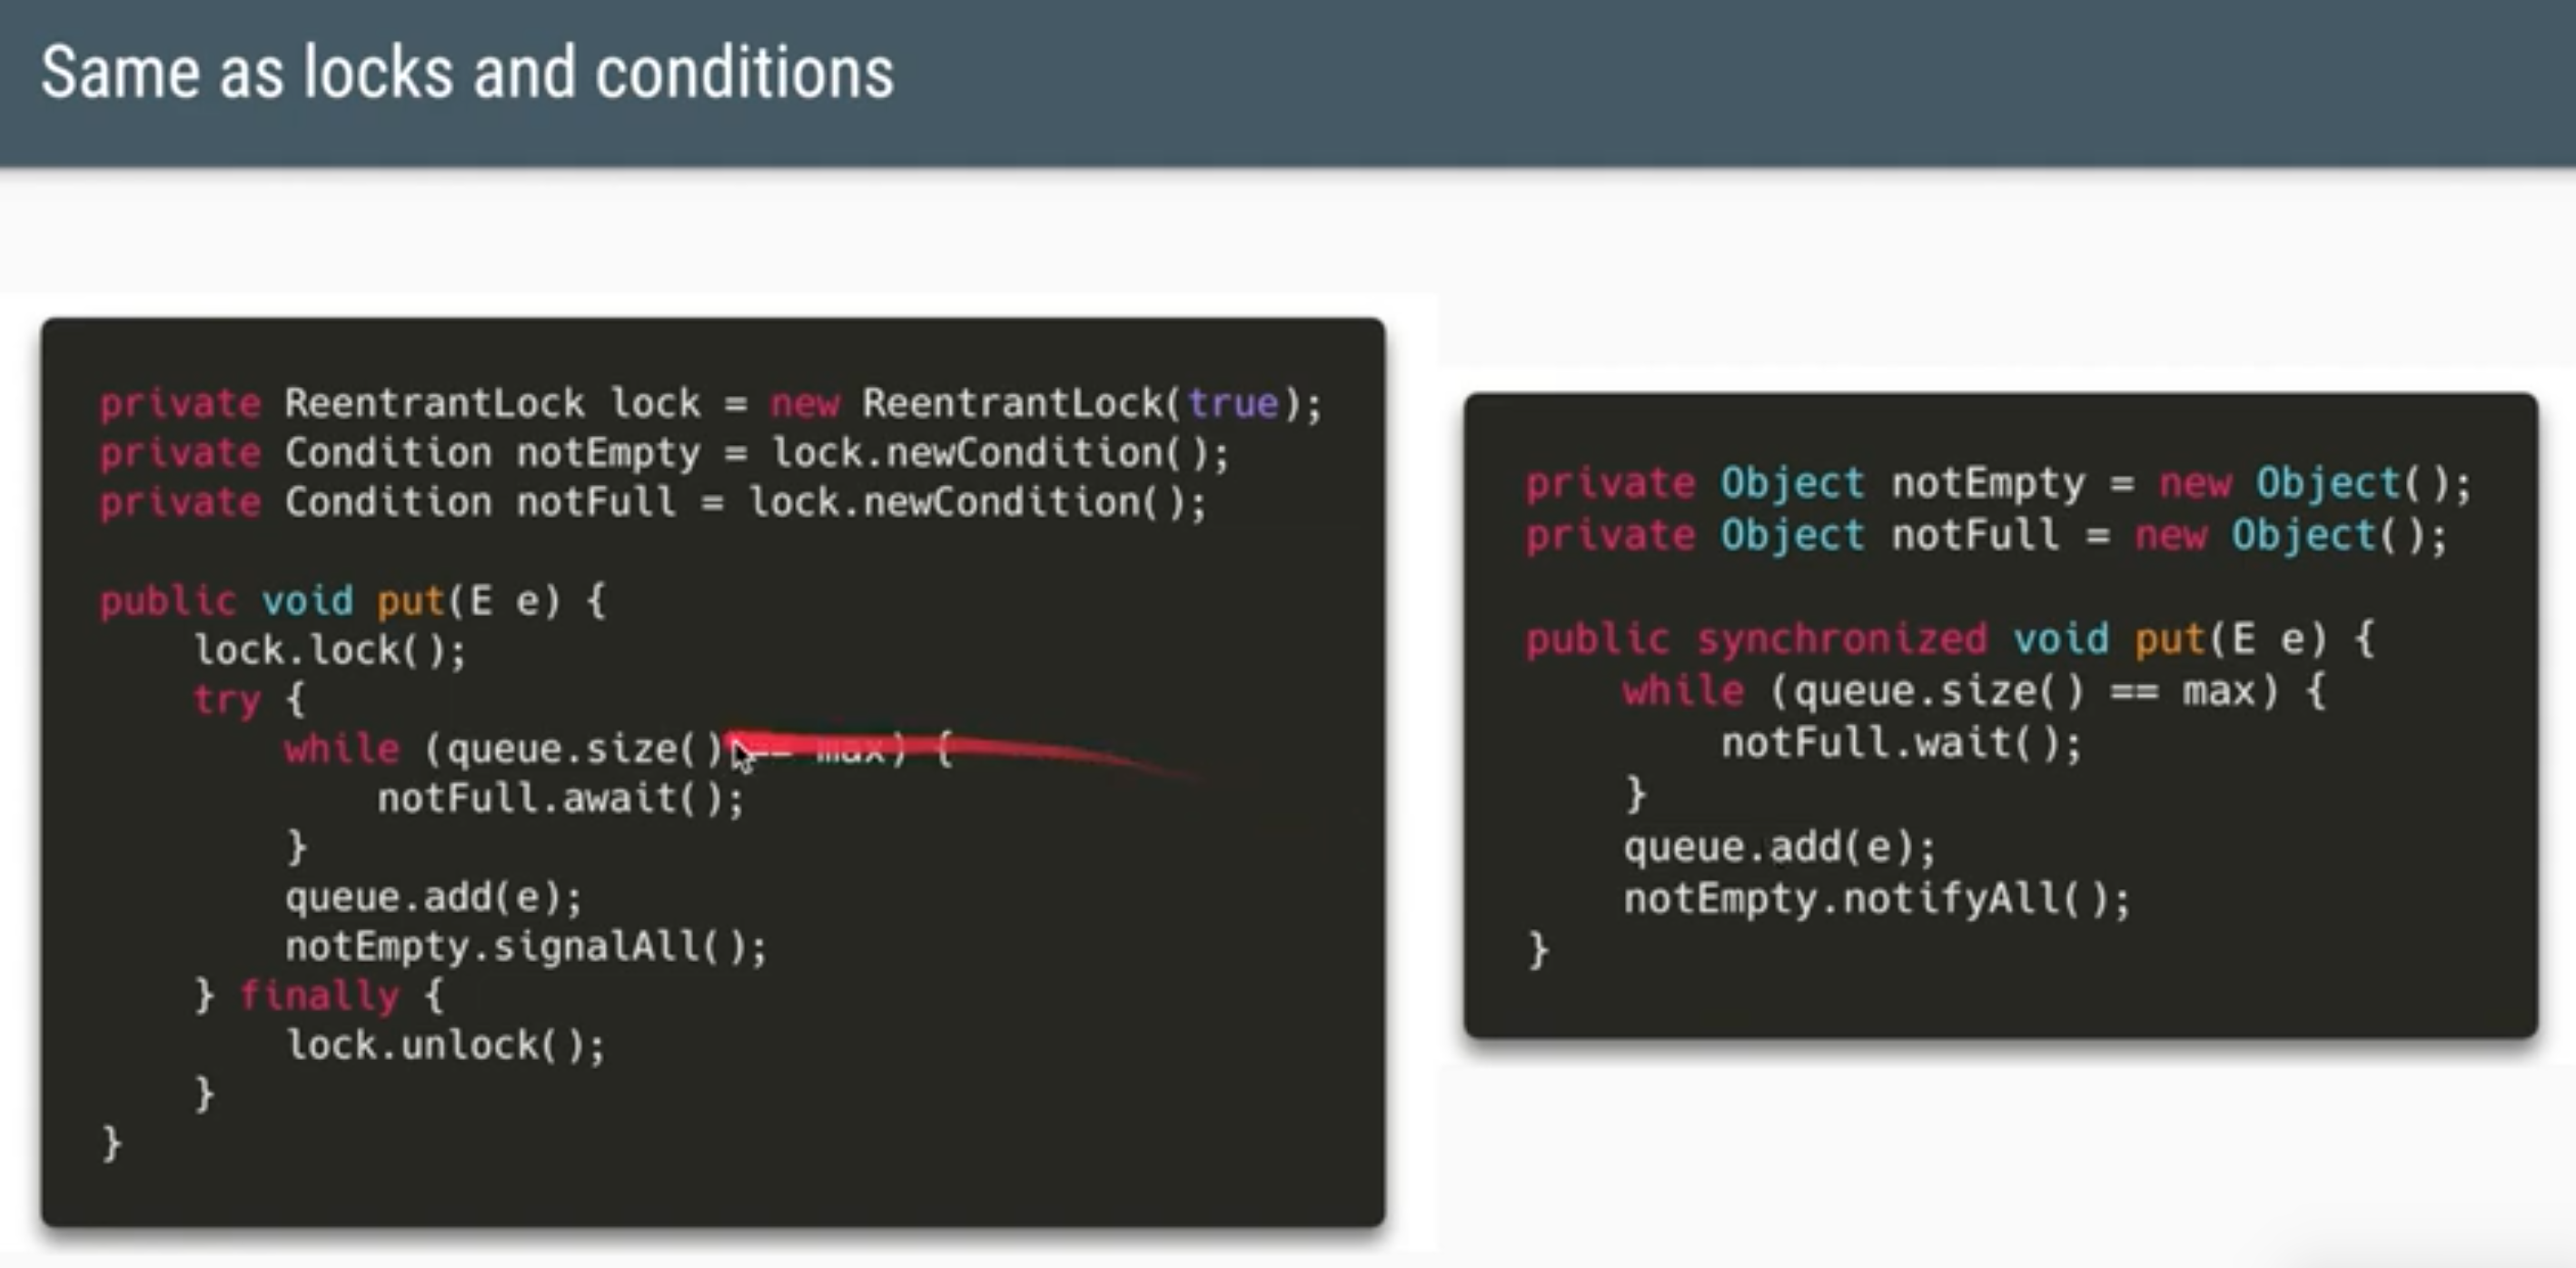 Same as locks and conditions
private ReentrantLock lock = new ReentrantLock(true);
private Condition notEmpty = lock.newCondition();
private Condition notFull = lock.newCondition();
public void put(E e) {
lock.lock();
try {
while (queue.size() == max) {
notFull.await();
}
queue.add(e);
notEmpty.signalAll();
} finally {
lock.unlock();
}
}
private Object notEmpty = new Object();
private Object notFull = new Object();
public synchronized void put(E e) {
while (queue.size() == max) {
notFull.wait();
}
queue.add(e);
notEmpty.notifyAll();
}